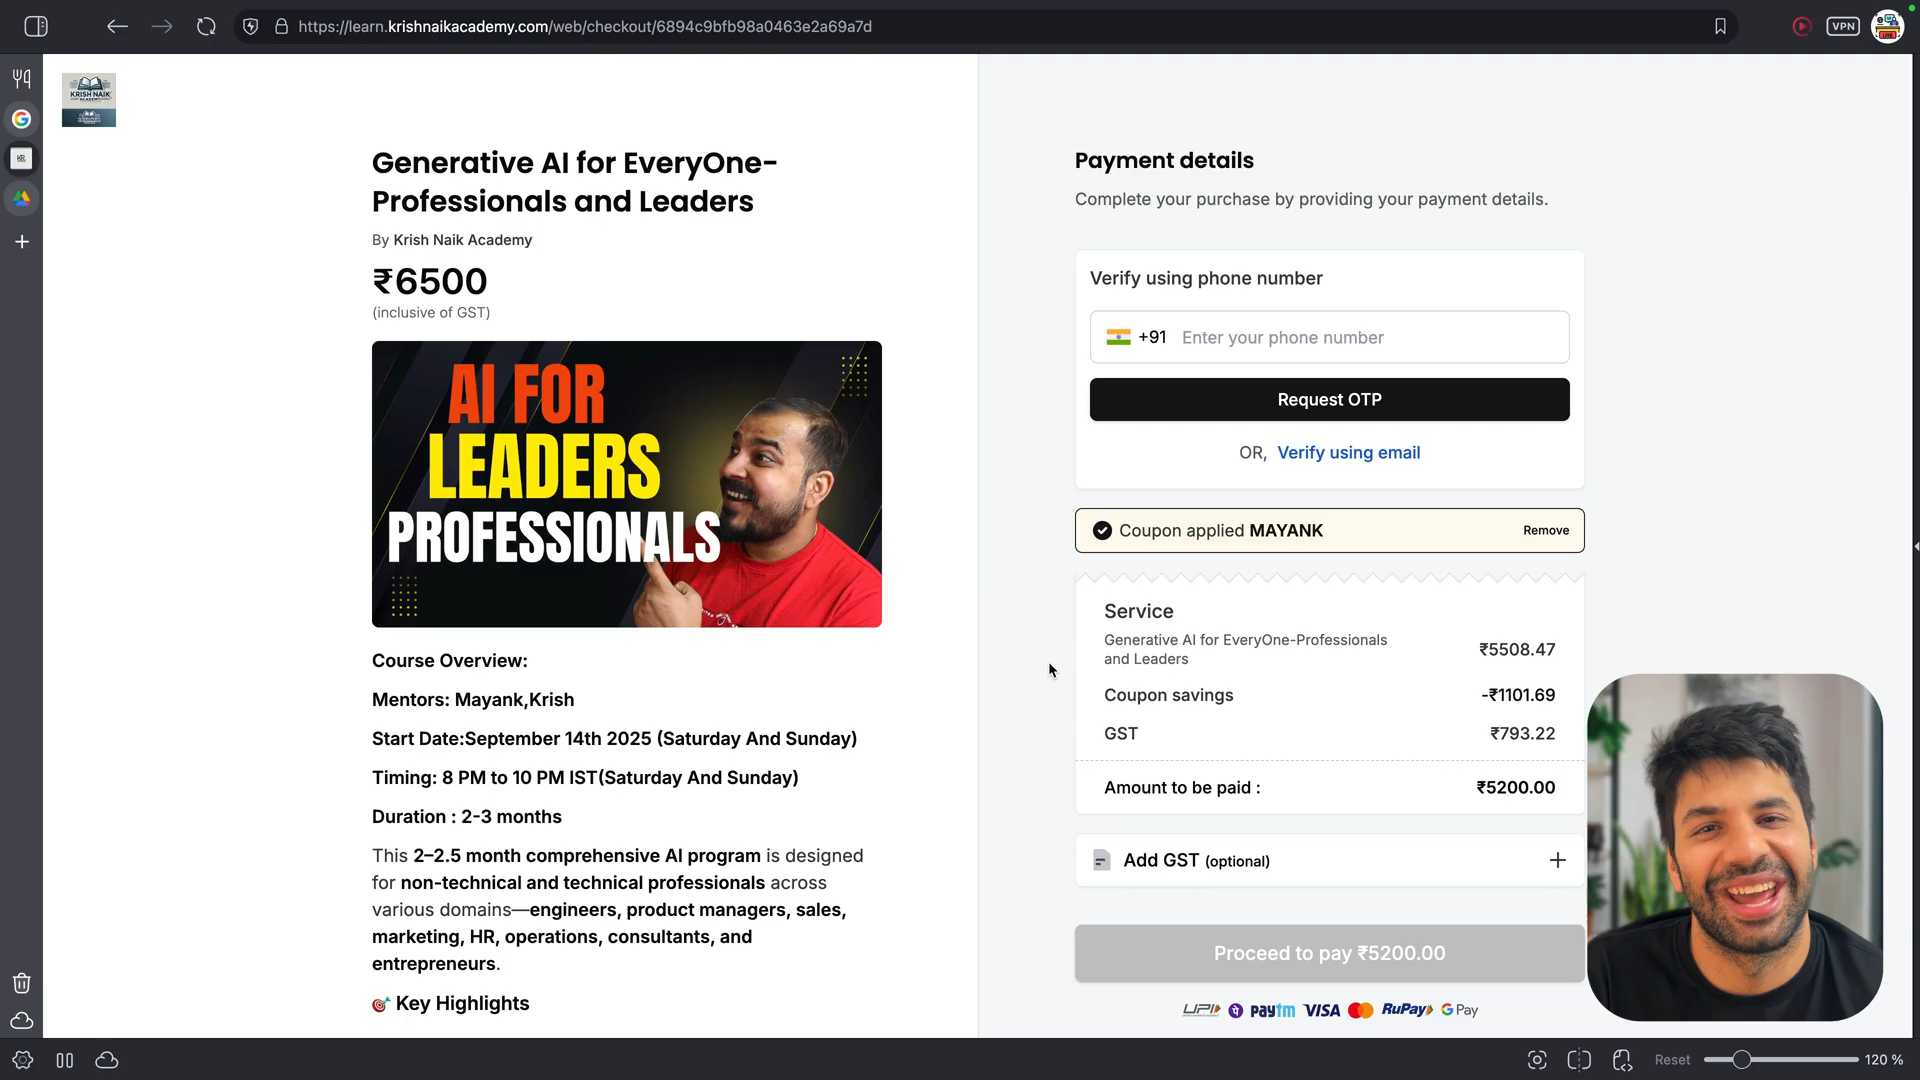 https://learn.krishnaikacademy.com/web/checkout/6894c9bfb98a0463e2a69a7d
VPN
KRISH NAIK
ACADEMY
Generative AI for EveryOne-
Professionals and Leaders
By Krish Naik Academy
₹6500
(inclusive of GST)
AI FOR
LEADERS
PROFESSIONALS
Course Overview:
Mentors: Mayank,Krish
Start Date:September 14th 2025 (Saturday And Sunday)
Timing: 8 PM to 10 PM IST(Saturday And Sunday)
Duration : 2-3 months
This 2–2.5 month comprehensive AI program is designed
for non-technical and technical professionals across
various domains—engineers, product managers, sales,
marketing, HR, operations, consultants, and
entrepreneurs.
🎯 Key Highlights
Payment details
Complete your purchase by providing your payment details.
Verify using phone number
+91 Enter your phone number
Request OTP
OR, Verify using email
Coupon applied MAYANK Remove
Service
Generative AI for EveryOne-Professionals
and Leaders ₹5508.47
Coupon savings -₹1101.69
GST ₹793.22
Amount to be paid : ₹5200.00
Add GST (optional) +
Proceed to pay ₹5200.00
UPI paytm VISA RuPay G Pay
Reset 120 %